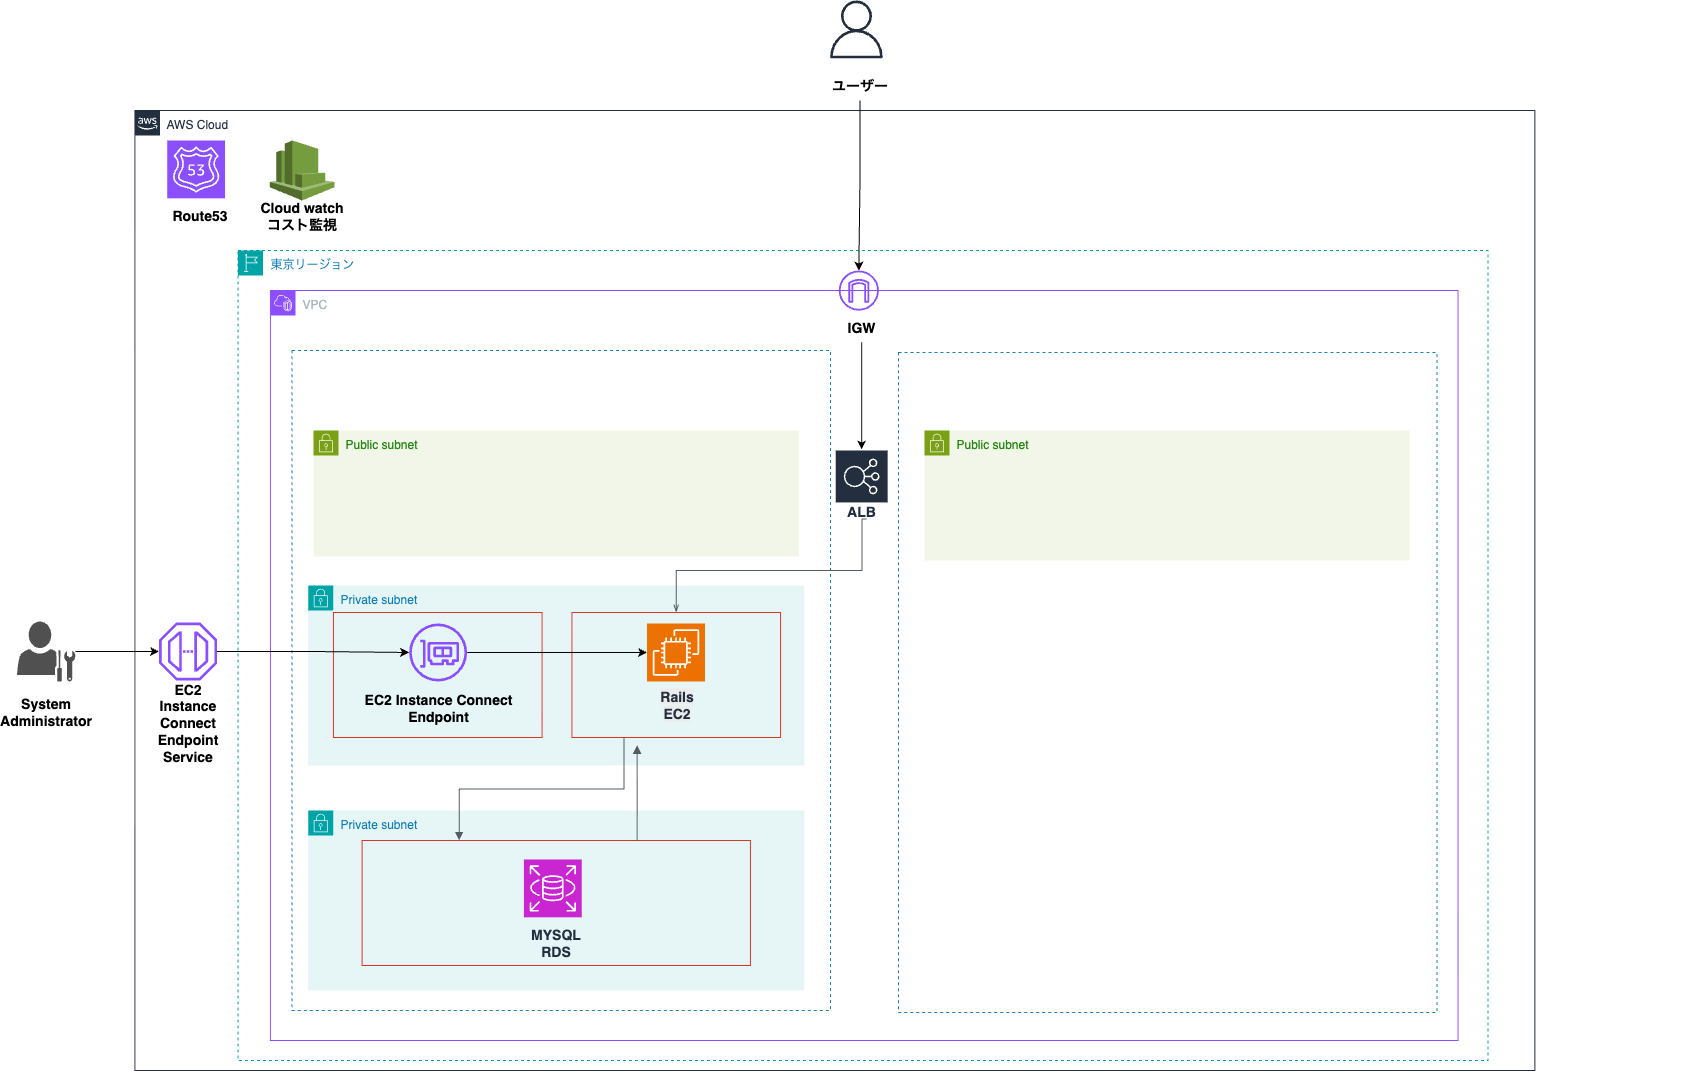 ユーザー
aws
AWS Cloud
53
Route53
Cloud watch
コスト監視
東京リージョン
VPC
IGW
Public subnet
Public subnet
ALB
Private subnet
EC2 Instance Connect
Endpoint
Rails
EC2
System
Administrator
EC2
Instance
Connect
Endpoint
Service
Private subnet
MYSQL
RDS